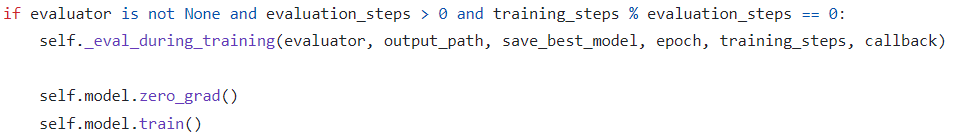 if evaluator is not None and evaluation_steps > 0 and training_steps % evaluation_steps == 0:
    self._eval_during_training(evaluator, output_path, save_best_model, epoch, training_steps, callback)

    self.model.zero_grad()
    self.model.train()